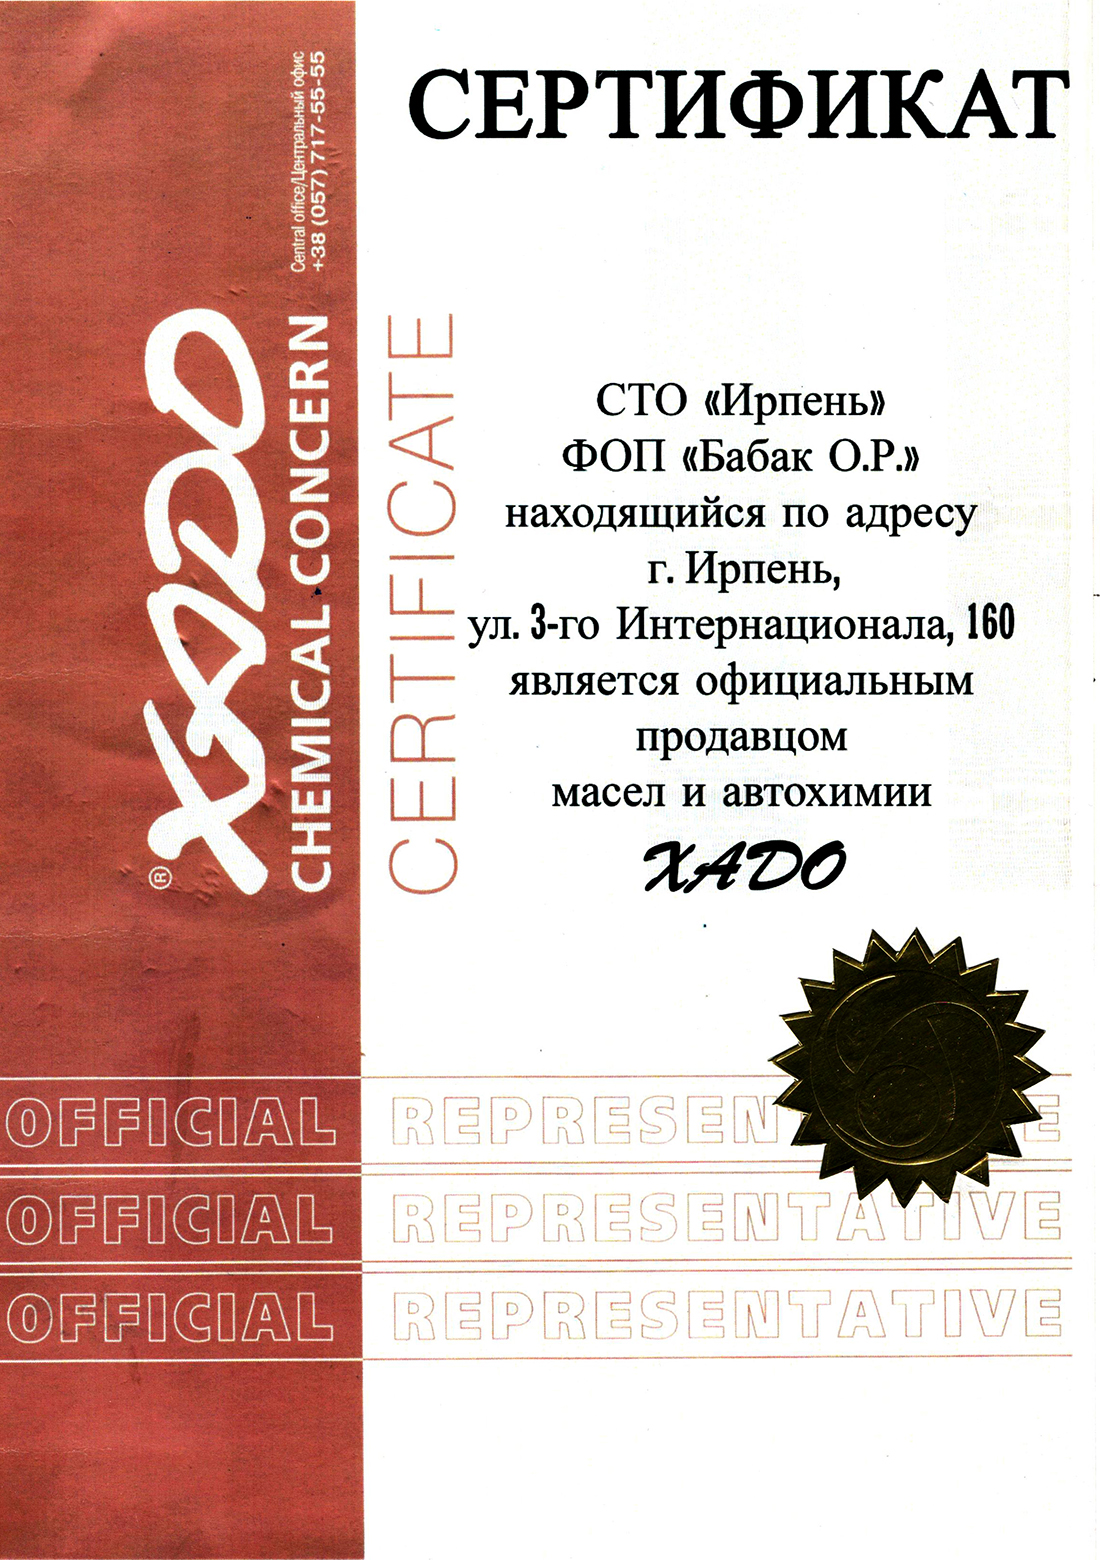 СЕРТИФИКАТ
Central office/Центральный офис
+38 (057) 717-55-55
XADO
®
CHEMICAL CONCERN
CERTIFICATE
СТО «Ирпень»
ФОП «Бабак О.Р.»
находящийся по адресу
г. Ирпень,
ул. 3-го Интернационала, 160
является официальным
продавцом
масел и автохимии
XADO
OFFICIAL REPRESEN E
OFFICIAL REPRESENTATIVE
OFFICIAL REPRESENTATIVE